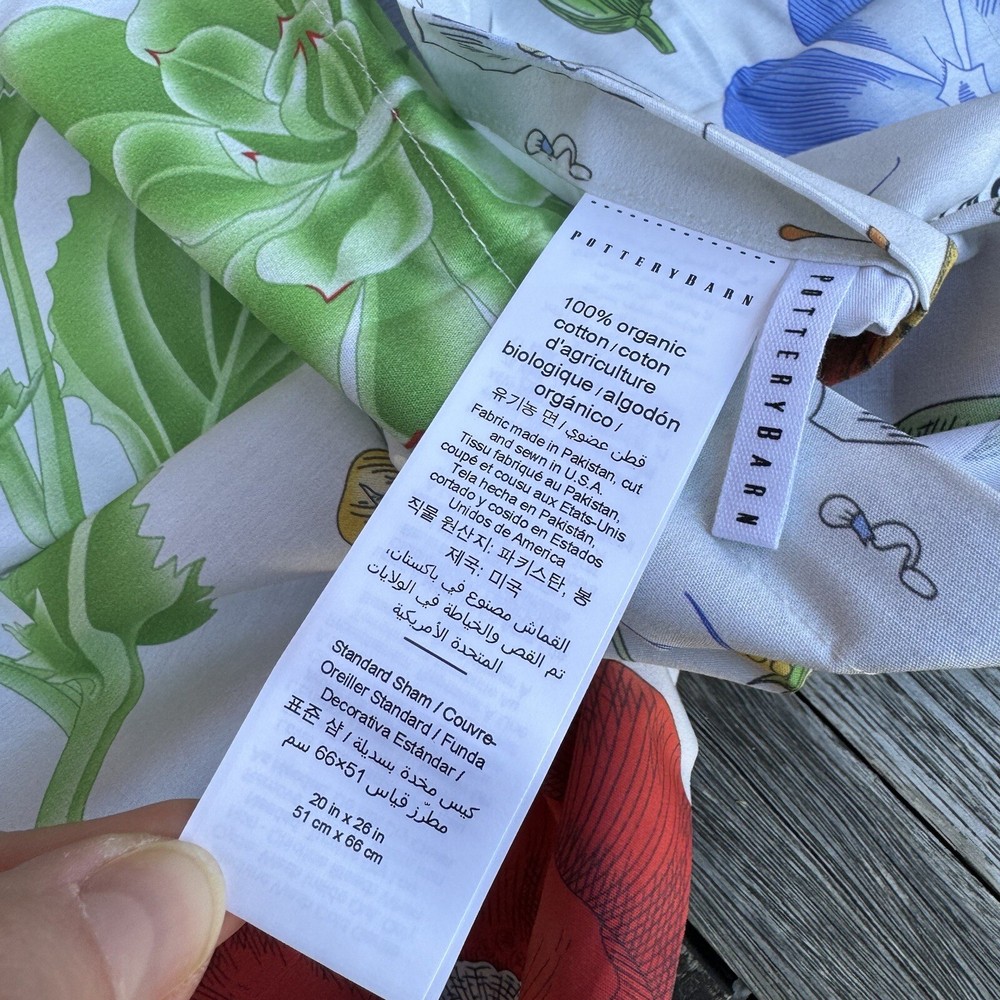 POTTERYBARN
100% organic
cotton / coton
d'agriculture
biologique / algodón
orgánico /
유기농 면 / قطن عضوي
Fabric made in Pakistan, cut
and sewn in U.S.A.
Tissu fabriqué au Pakistan,
coupé et cousu aux Etats-Unis
Tela hecha en Pakistán,
cortado y cosido en Estados
Unidos de America
직물 원산지: 파키스탄, 봉
제국: 미국
القماش مصنوع في باكستان،
تم القص والخياطة في الولايات
المتحدة الأمريكية
Standard Sham / Couvre-
Oreiller Standard / Funda
Decorativa Estándar /
표준 샴 / كيس مخدة بسديلة
مطرّز قياس 51×66 سم
20 in x 26 in
51 cm x 66 cm
POTTERYBARN